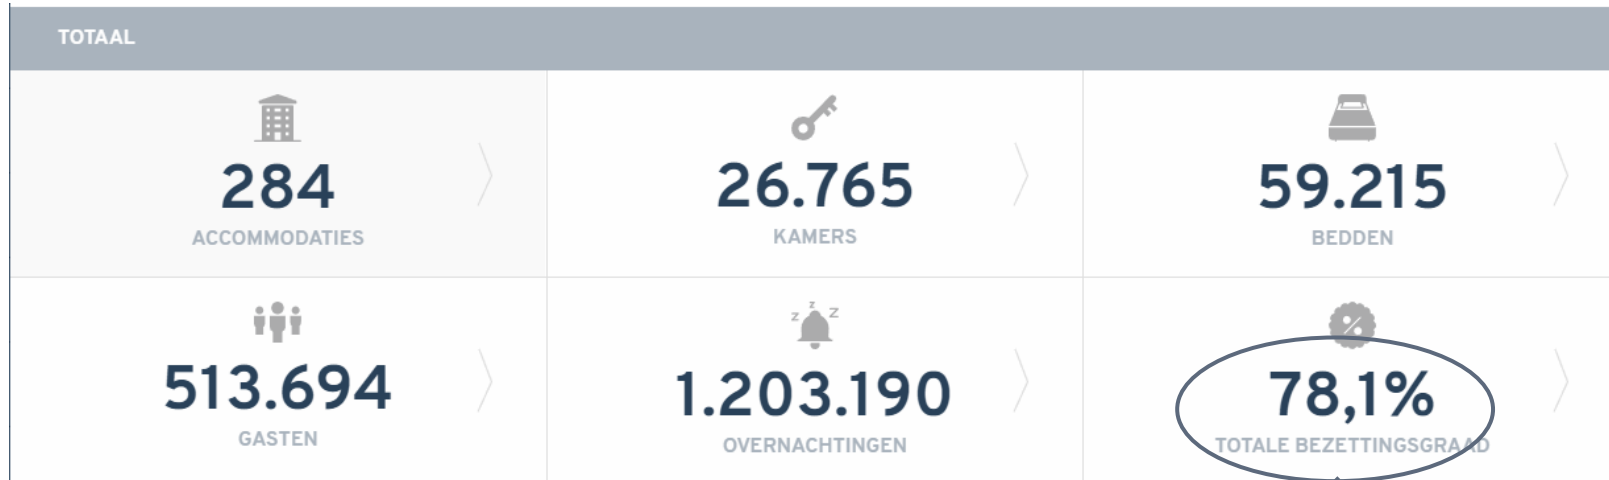 TOTAAL
284
ACCOMMODATIES
26.765
KAMERS
59.215
BEDDEN
513.694
GASTEN
z z Z
1.203.190
OVERNACHTINGEN
%
78,1%
TOTALE BEZETTINGSGRAAD